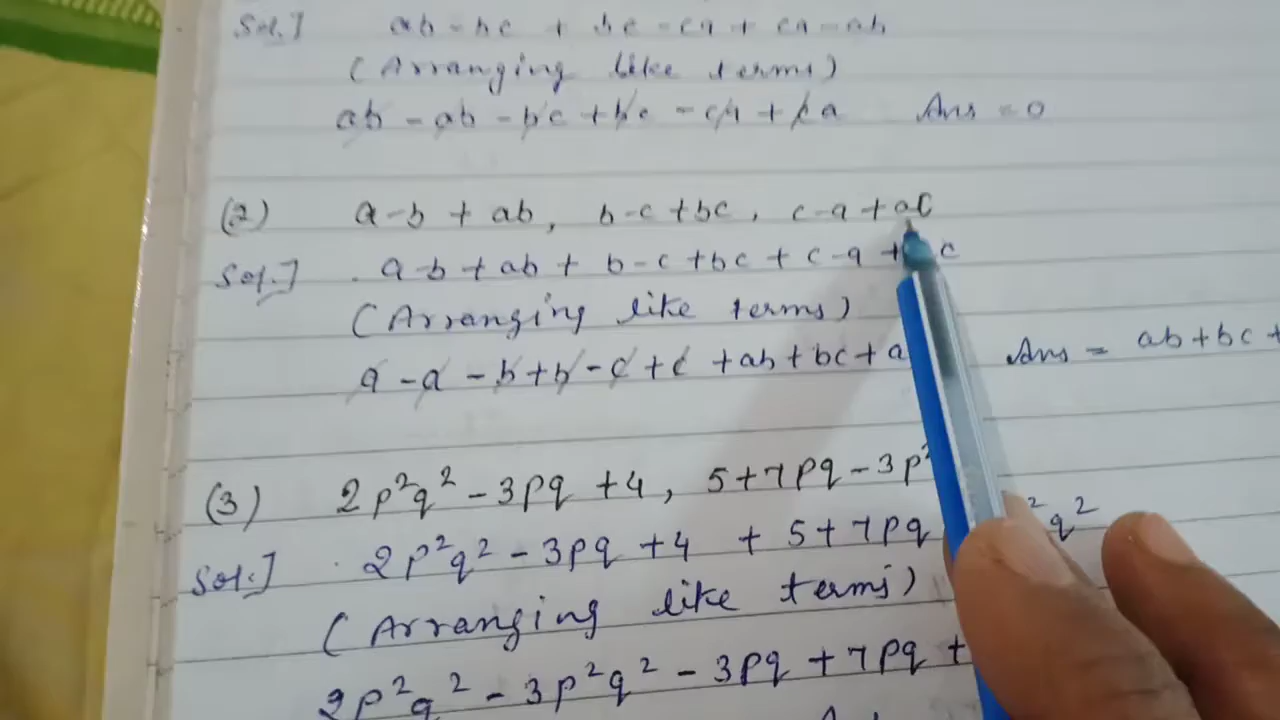 Sol.] ab - bc + bc - ca + ca - ab
(Arranging like terms)
ab - ab - bc + bc - ca + ca Ans = 0
(2) a - b + ab, b - c + bc, c - a + ac
Sol.] a - b + ab + b - c + bc + c - a + c
(Arranging like terms)
a - a - b + b - c + c + ab + bc + a Ans = ab + bc +
(3) 2p²q² - 3pq + 4, 5 + 7pq - 3p²
Sol.] 2p²q² - 3pq + 4 + 5 + 7pq ²q²
(Arranging like terms)
2p²q² - 3p²q² - 3pq + 7pq +